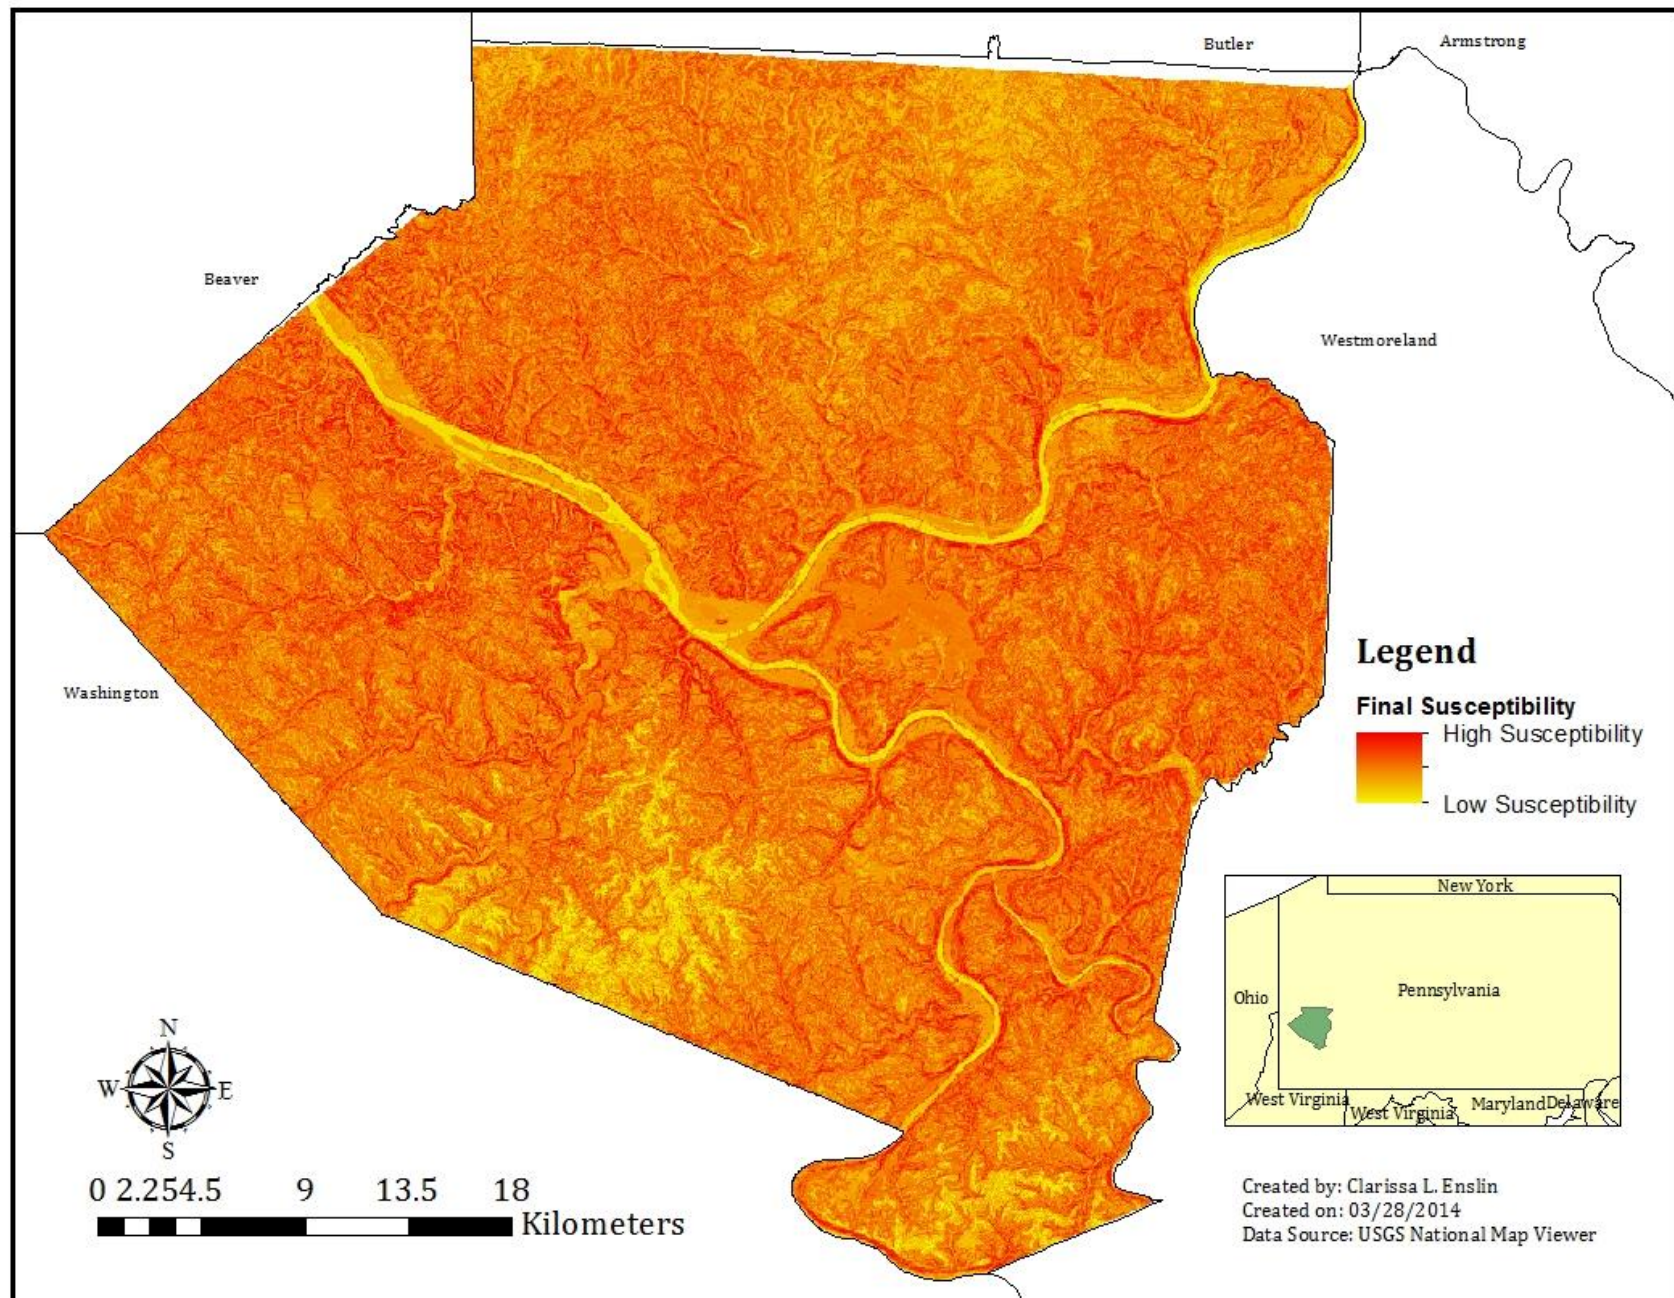 Butler
Armstrong
Beaver
Westmoreland
Washington
Legend
Final Susceptibility
High Susceptibility
Low Susceptibility
New York
Pennsylvania
Ohio
West Virginia
West Virginia
Maryland
Delaware
N
W E
S
0 2.25 4.5 9 13.5 18
Kilometers
Created by: Clarissa L. Enslin
Created on: 03/28/2014
Data Source: USGS National Map Viewer